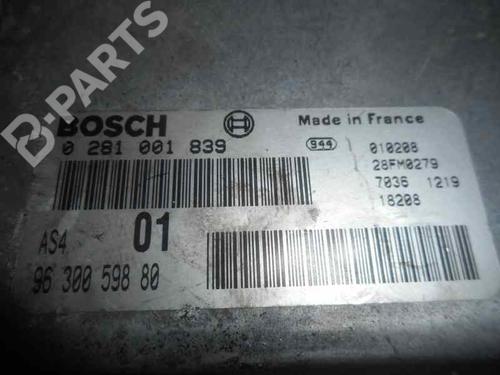 B-PARTS
BOSCH
Made in France
0 281 001 839
944
010208
28FM0279
7036 1219
18208
AS4
01
96 300 598 80